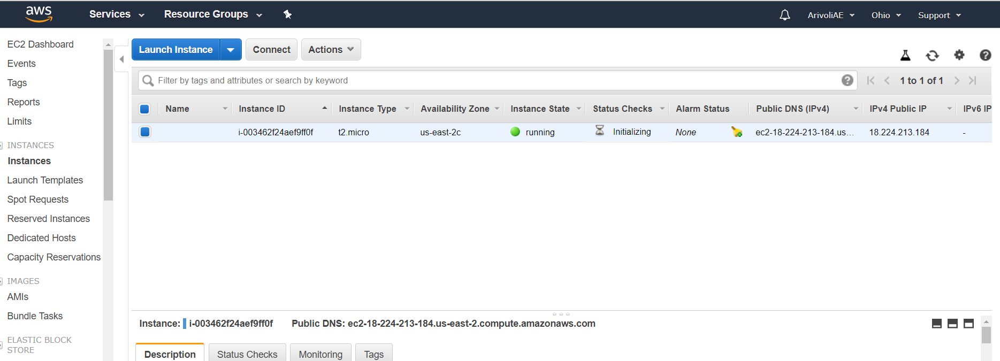 aws Services Resource Groups ArivoliAE Ohio Support
EC2 Dashboard
Events
Tags
Reports
Limits
INSTANCES
Instances
Launch Templates
Spot Requests
Reserved Instances
Dedicated Hosts
Capacity Reservations
IMAGES
AMIs
Bundle Tasks
ELASTIC BLOCK
STORE
Launch Instance Connect Actions
Filter by tags and attributes or search by keyword 1 to 1 of 1
Name Instance ID Instance Type Availability Zone Instance State Status Checks Alarm Status Public DNS (IPv4) IPv4 Public IP IPv6 IP
i-003462f24aef9ff0f t2.micro us-east-2c running Initializing None ec2-18-224-213-184.us... 18.224.213.184 -
Instance: i-003462f24aef9ff0f Public DNS: ec2-18-224-213-184.us-east-2.compute.amazonaws.com
Description Status Checks Monitoring Tags